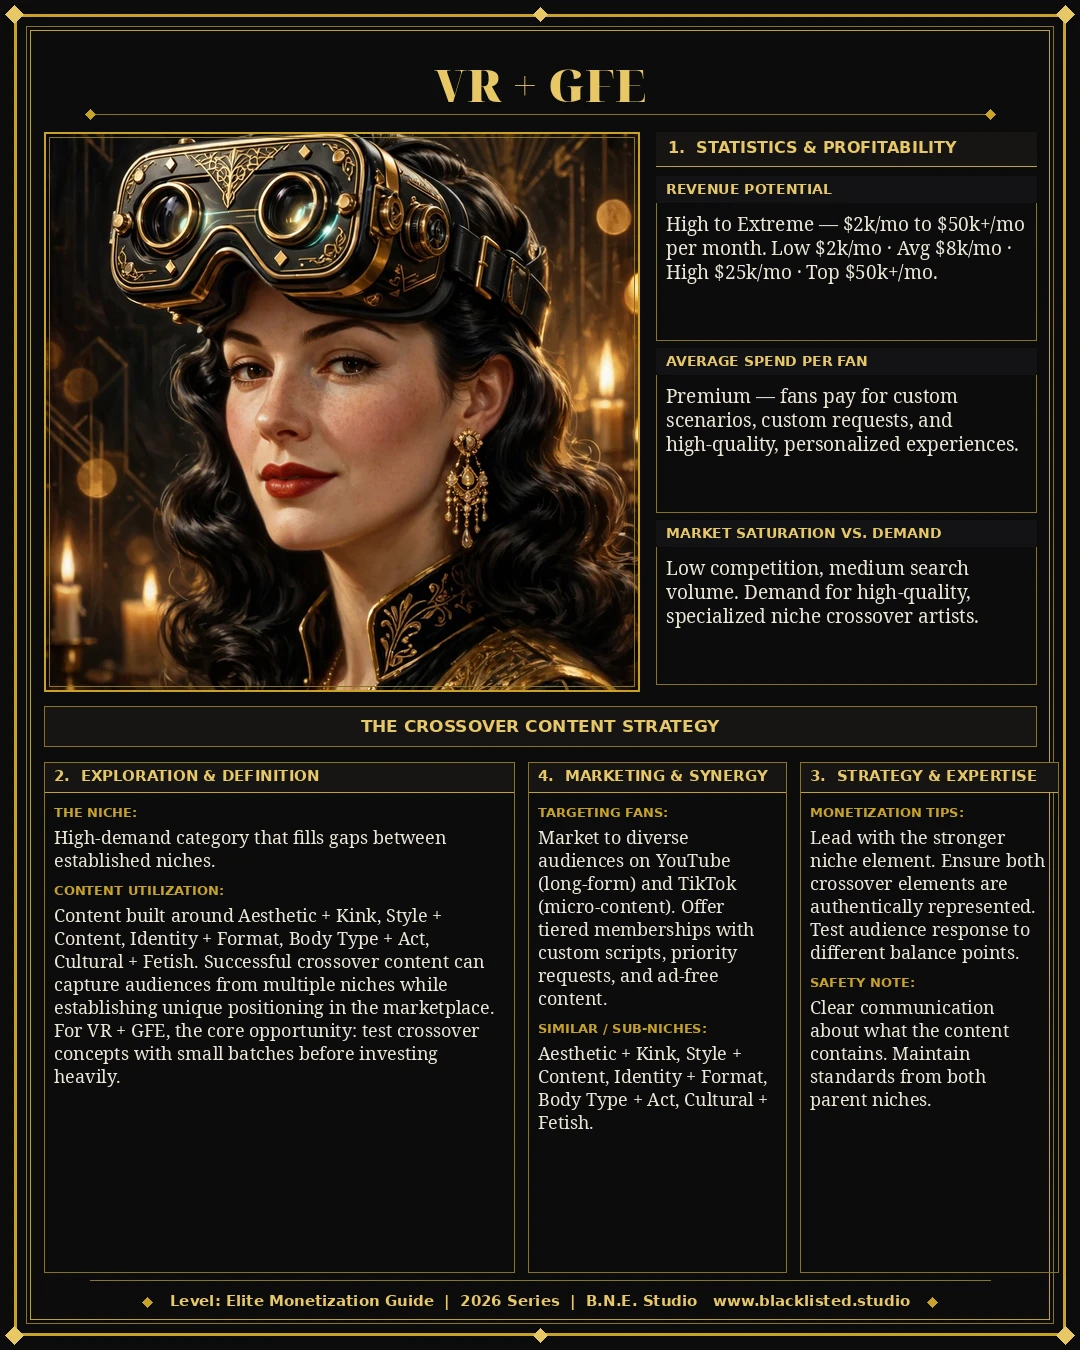 VR + GFE
1. STATISTICS & PROFITABILITY
REVENUE POTENTIAL
High to Extreme — $2k/mo to $50k+/mo
per month. Low $2k/mo · Avg $8k/mo ·
High $25k/mo · Top $50k+/mo.
AVERAGE SPEND PER FAN
Premium — fans pay for custom
scenarios, custom requests, and
high-quality, personalized experiences.
MARKET SATURATION VS. DEMAND
Low competition, medium search
volume. Demand for high-quality,
specialized niche crossover artists.
THE CROSSOVER CONTENT STRATEGY
2. EXPLORATION & DEFINITION
THE NICHE:
High-demand category that fills gaps between
established niches.
CONTENT UTILIZATION:
Content built around Aesthetic + Kink, Style +
Content, Identity + Format, Body Type + Act,
Cultural + Fetish. Successful crossover content can
capture audiences from multiple niches while
establishing unique positioning in the marketplace.
For VR + GFE, the core opportunity: test crossover
concepts with small batches before investing
heavily.
4. MARKETING & SYNERGY
TARGETING FANS:
Market to diverse
audiences on YouTube
(long-form) and TikTok
(micro-content). Offer
tiered memberships with
custom scripts, priority
requests, and ad-free
content.
SIMILAR / SUB-NICHES:
Aesthetic + Kink, Style +
Content, Identity + Format,
Body Type + Act, Cultural +
Fetish.
3. STRATEGY & EXPERTISE
MONETIZATION TIPS:
Lead with the stronger
niche element. Ensure both
crossover elements are
authentically represented.
Test audience response to
different balance points.
SAFETY NOTE:
Clear communication
about what the content
contains. Maintain
standards from both
parent niches.
Level: Elite Monetization Guide | 2026 Series | B.N.E. Studio www.blacklisted.studio